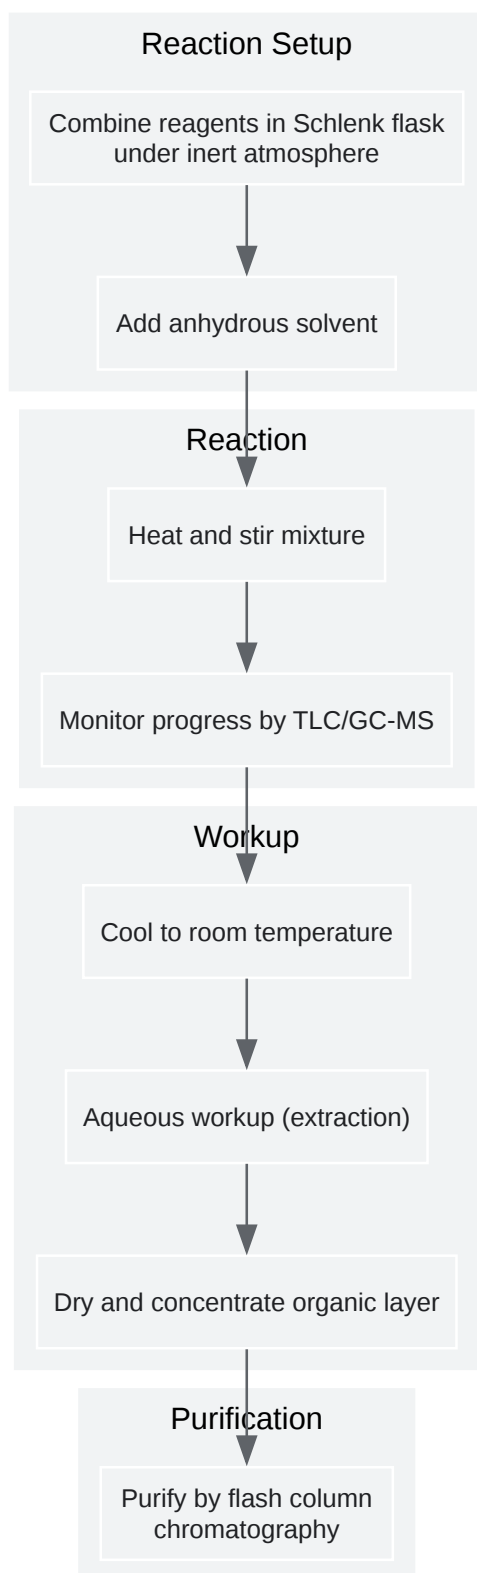 Reaction Setup
Combine reagents in Schlenk flask
under inert atmosphere
Add anhydrous solvent
Reaction
Heat and stir mixture
Monitor progress by TLC/GC-MS
Workup
Cool to room temperature
Aqueous workup (extraction)
Dry and concentrate organic layer
Purification
Purify by flash column
chromatography